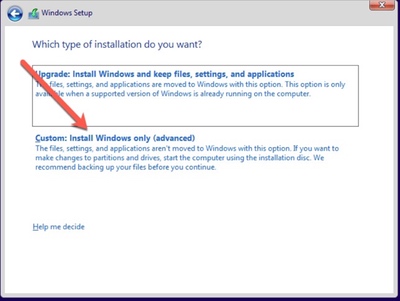 Windows Setup
Which type of installation do you want?
Upgrade: Install Windows and keep files, settings, and applications
The files, settings, and applications are moved to Windows with this option. This option is only
available when a supported version of Windows is already running on the computer.
Custom: Install Windows only (advanced)
The files, settings, and applications aren't moved to Windows with this option. If you want to
make changes to partitions and drives, start the computer using the installation disc. We
recommend backing up your files before you continue.
Help me decide